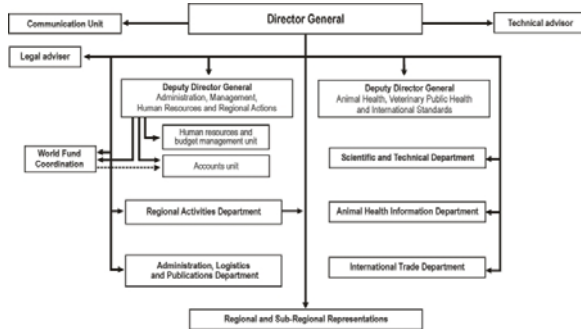 Director General
Communication Unit
Technical advisor
Legal adviser
Deputy Director General
Administration, Management,
Human Resources and Regional Actions
Deputy Director General
Animal Health, Veterinary Public Health
and International Standards
Human resources and
budget management unit
World Fund
Coordination
Accounts unit
Scientific and Technical Department
Regional Activities Department
Animal Health Information Department
Administration, Logistics
and Publications Department
International Trade Department
Regional and Sub-Regional Representations